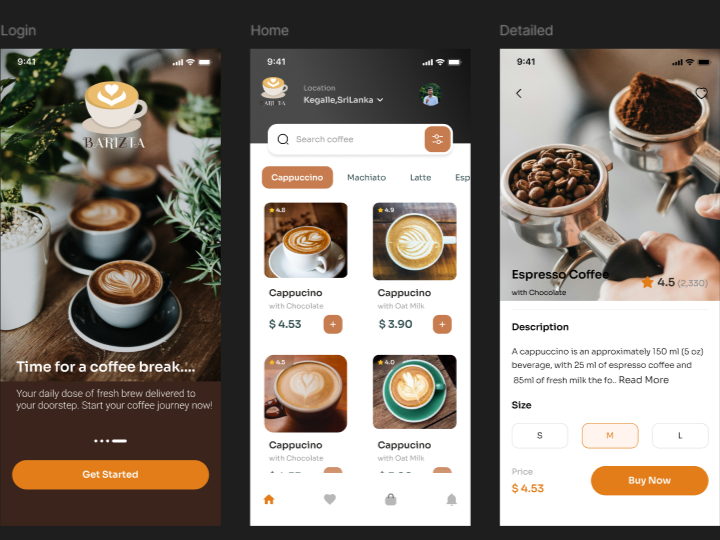 Login
9:41
BARIZTA
Time for a coffee break....
Your daily dose of fresh brew delivered to
your doorstep. Start your coffee journey now!
Get Started
Home
9:41
BARIZTA
Location
Kegalle,SriLanka
Search coffee
Cappuccino Machiato Latte Esp
4.8 4.9
Cappucino Cappucino
with Chocolate with Oat Milk
$ 4.53 + $ 3.90 +
4.5 4.0
Cappucino Cappucino
with Chocolate with Oat Milk
Detailed
9:41
Espresso Coffee
4.5 (2,330)
with Chocolate
Description
A cappuccino is an approximately 150 ml (5 oz)
beverage, with 25 ml of espresso coffee and
85ml of fresh milk the fo.. Read More
Size
S M L
Price
$ 4.53
Buy Now